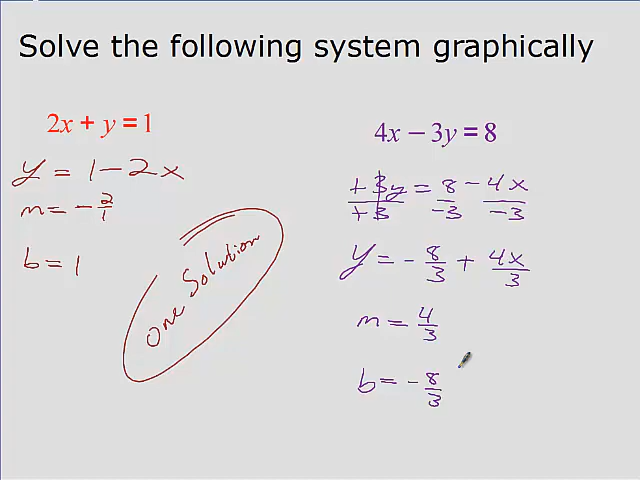 Solve the following system graphically
2x + y = 1
y = 1 - 2x
m = - 2/1
b = 1
One Solution
4x - 3y = 8
+3y/+3 = 8/-3 - 4x/-3
y = - 8/3 + 4x/3
m = 4/3
b = - 8/3